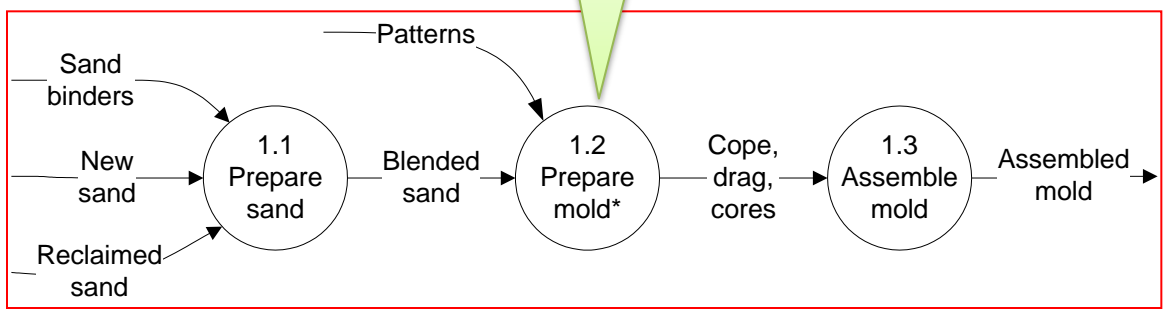 Patterns
Sand
binders
1.1
Prepare
sand
New
sand
Blended
sand
1.2
Prepare
mold*
Cope,
drag,
cores
1.3
Assemble
mold
Assembled
mold
Reclaimed
sand